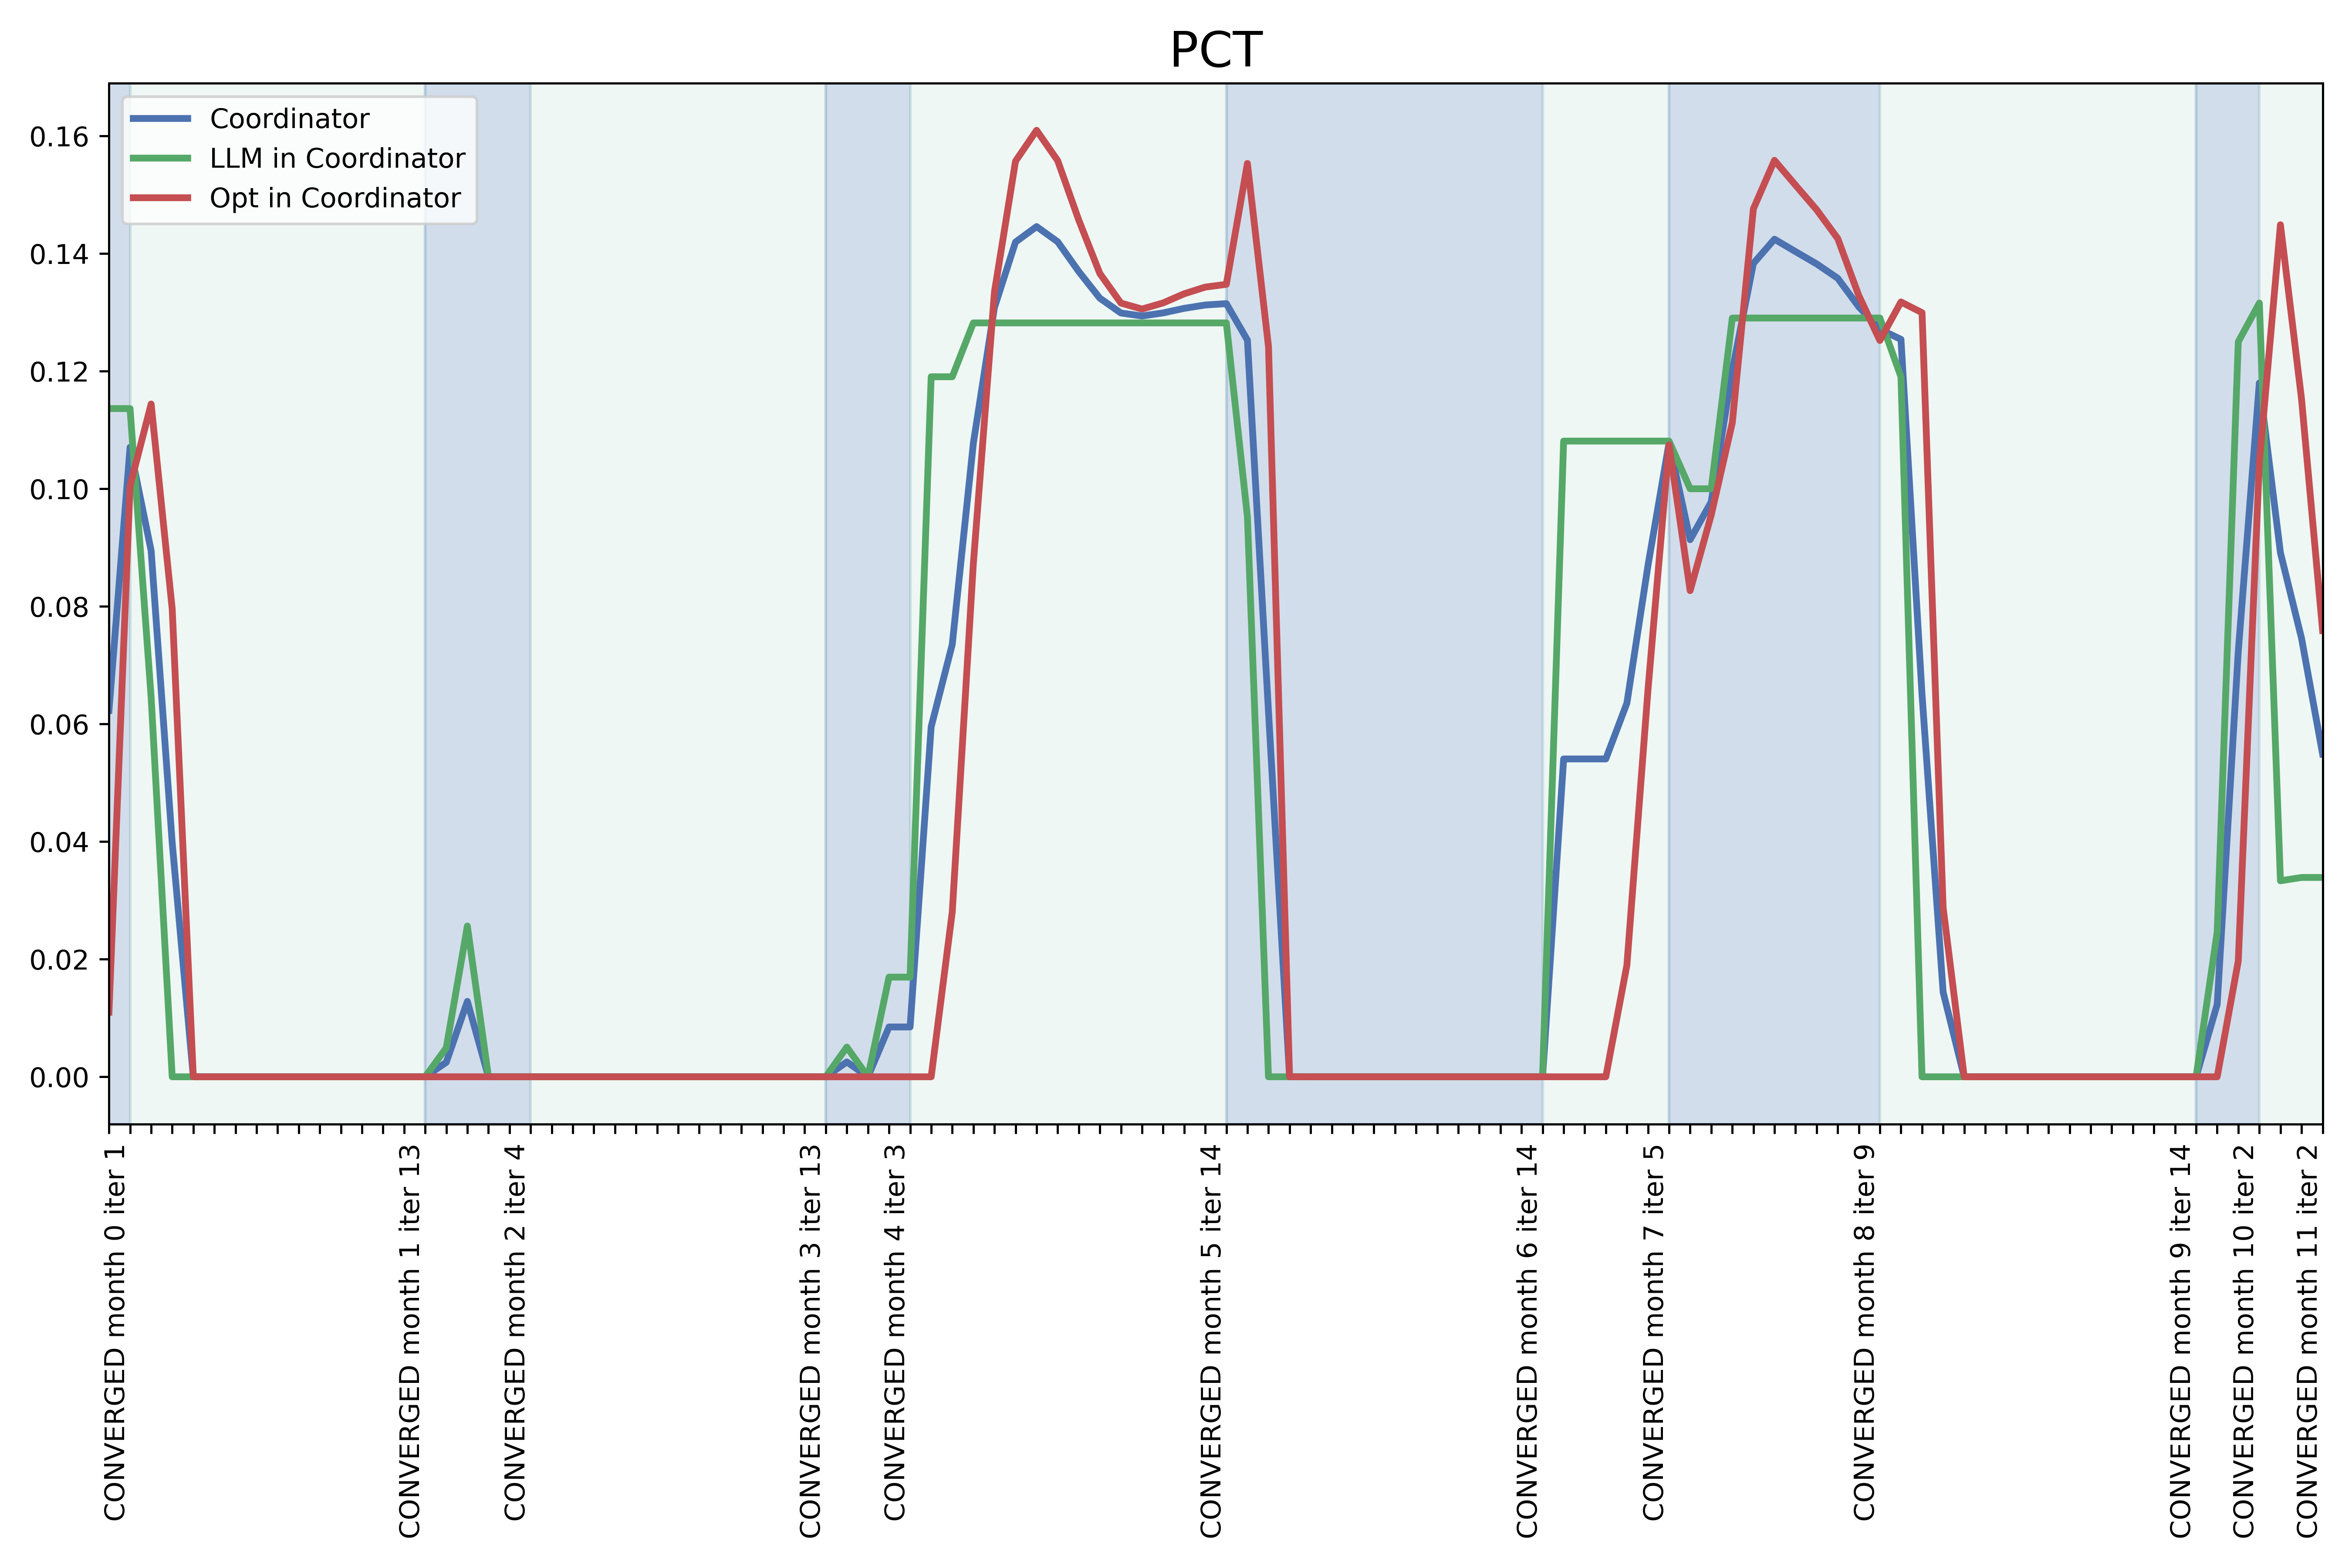 PCT
Coordinator
LLM in Coordinator
Opt in Coordinator
0.16
0.14
0.12
0.10
0.08
0.06
0.04
0.02
0.00
CONVERGED month 0 iter 1
CONVERGED month 1 iter 13
CONVERGED month 2 iter 4
CONVERGED month 3 iter 13
CONVERGED month 4 iter 3
CONVERGED month 5 iter 14
CONVERGED month 6 iter 14
CONVERGED month 7 iter 5
CONVERGED month 8 iter 9
CONVERGED month 9 iter 14
CONVERGED month 10 iter 2
CONVERGED month 11 iter 2